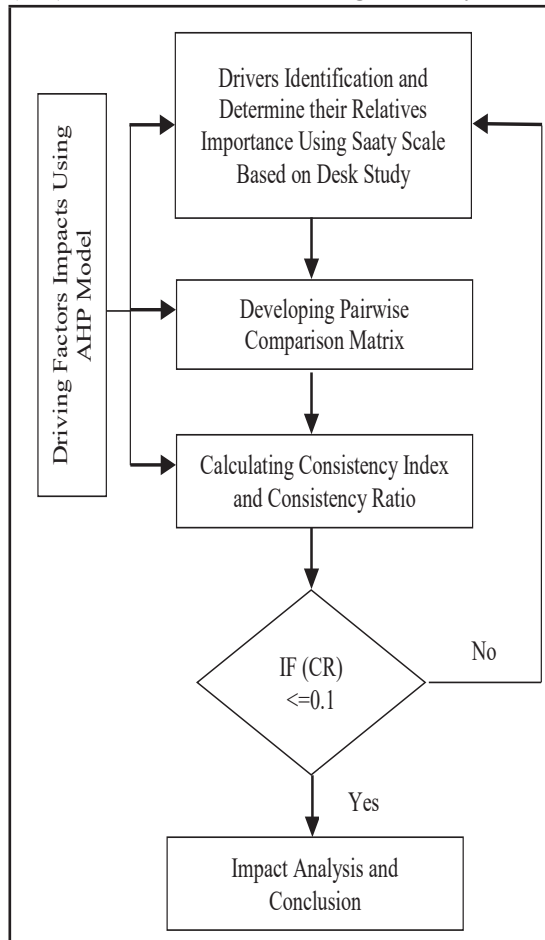 Drivers Identification and
Determine their Relatives
Importance Using Saaty Scale
Based on Desk Study
Driving Factors Impacts Using
AHP Model
Developing Pairwise
Comparison Matrix
Calculating Consistency Index
and Consistency Ratio
IF (CR)
<=0.1
No
Yes
Impact Analysis and
Conclusion